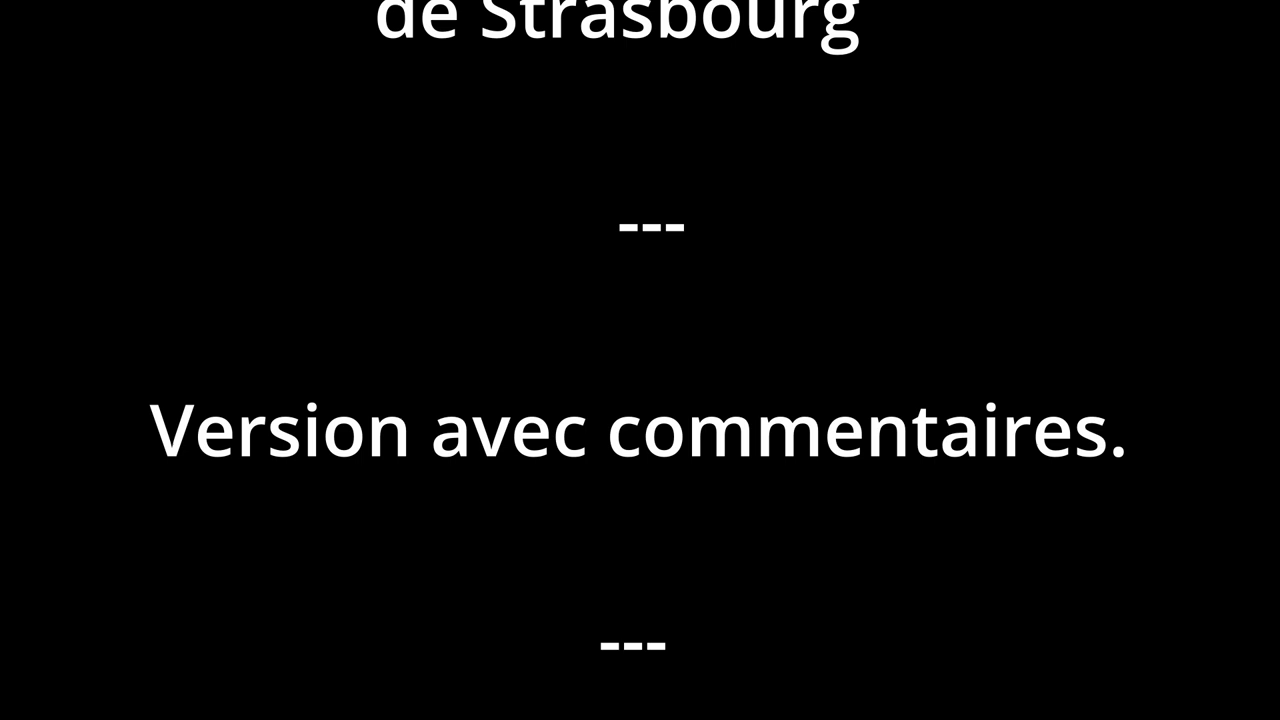 de Strasbourg
---
Version avec commentaires.
---